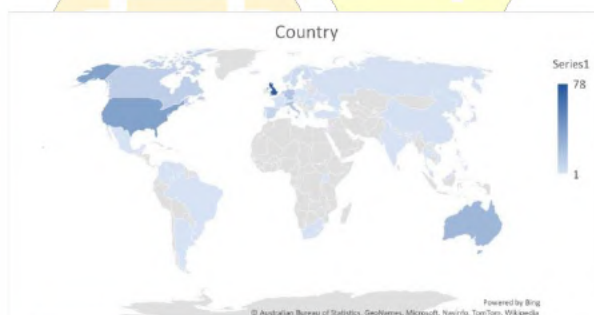 Country
Series1
78
1
Powered by Bing
© Australian Bureau of Statistics, GeoNames, Microsoft, Navinfo, TomTom, Wikipedia